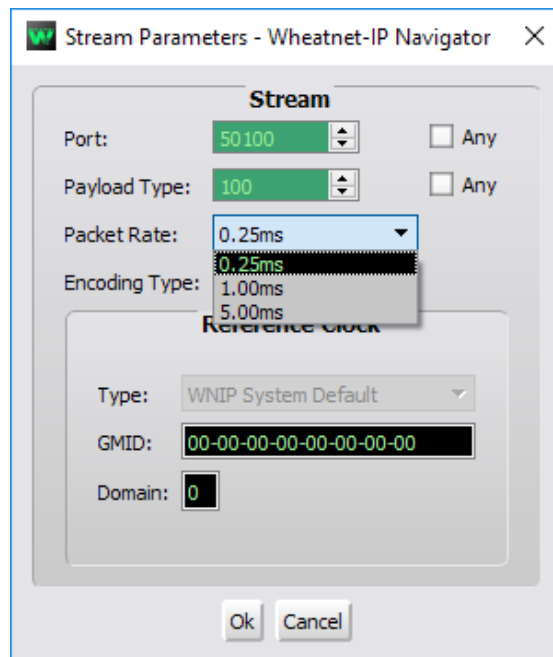 Stream Parameters - Wheatnet-IP Navigator
Stream
Port: 50100 Any
Payload Type: 100 Any
Packet Rate: 0.25ms
0.25ms
Encoding Type: 1.00ms
5.00ms
Reference Clock
Type: WNIP System Default
GMID: 00-00-00-00-00-00-00-00
Domain: 0
Ok Cancel